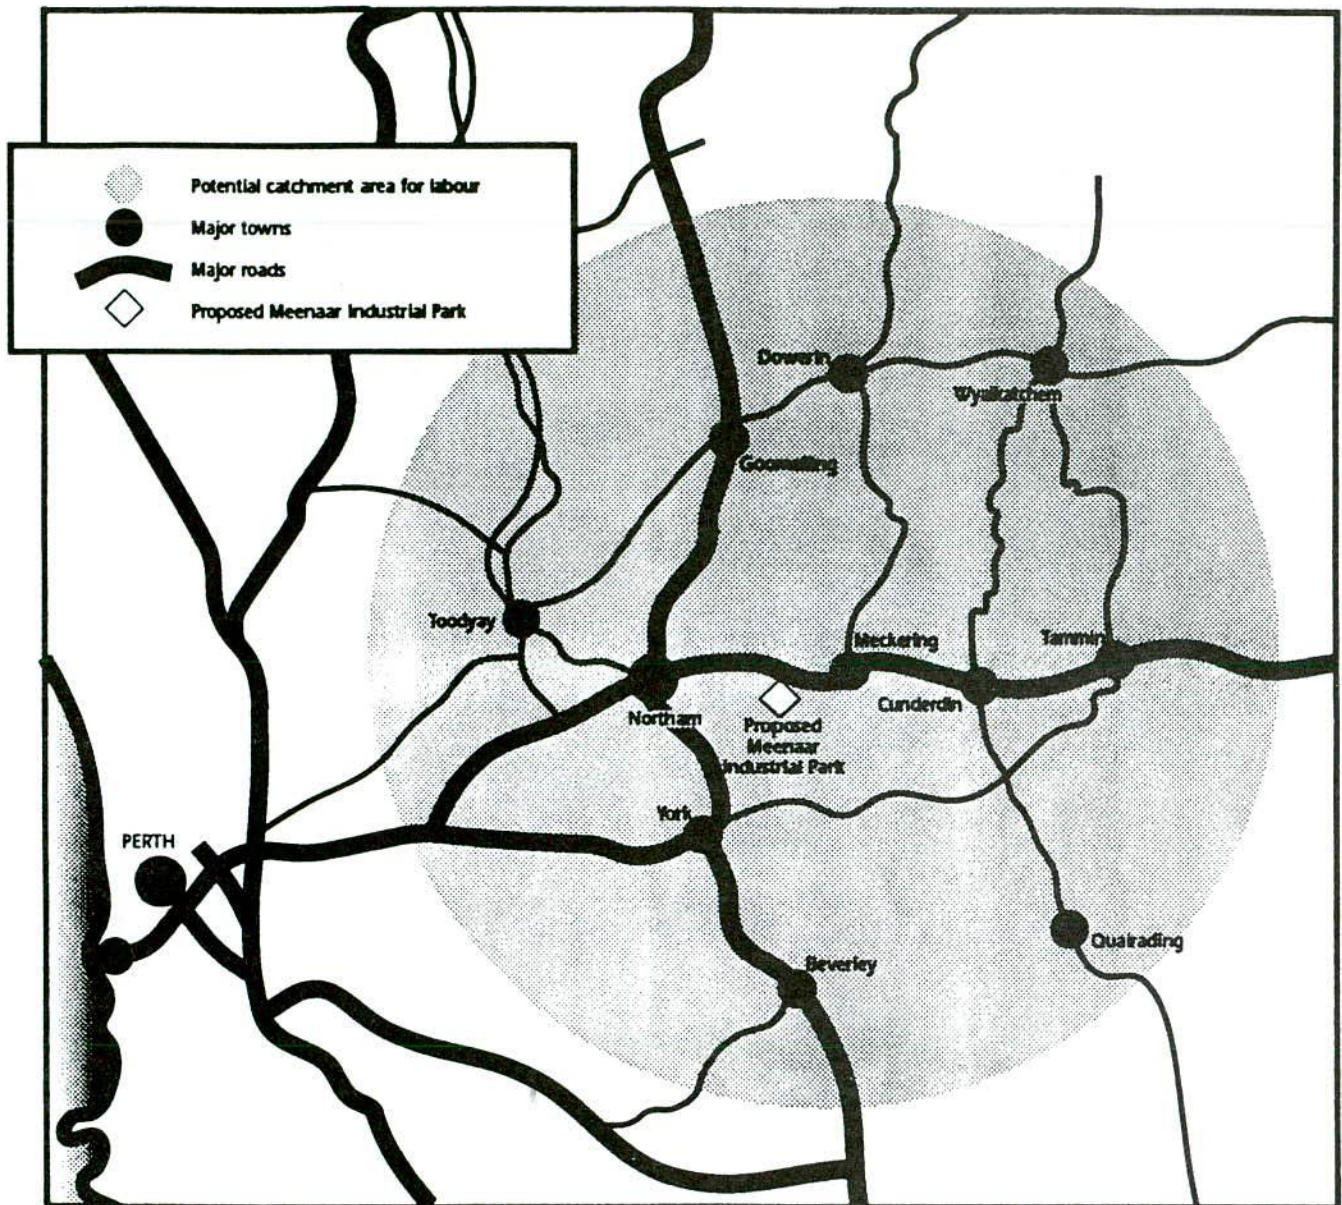 Potential catchment area for labour
Major towns
Major roads
Proposed Meenaar Industrial Park
Dowerin
Wyalkatchem
Goomalling
Toodyay
Meckering
Tammin
Northam
Cunderdin
Proposed
Meenaar
Industrial Park
York
PERTH
Quairading
Beverley